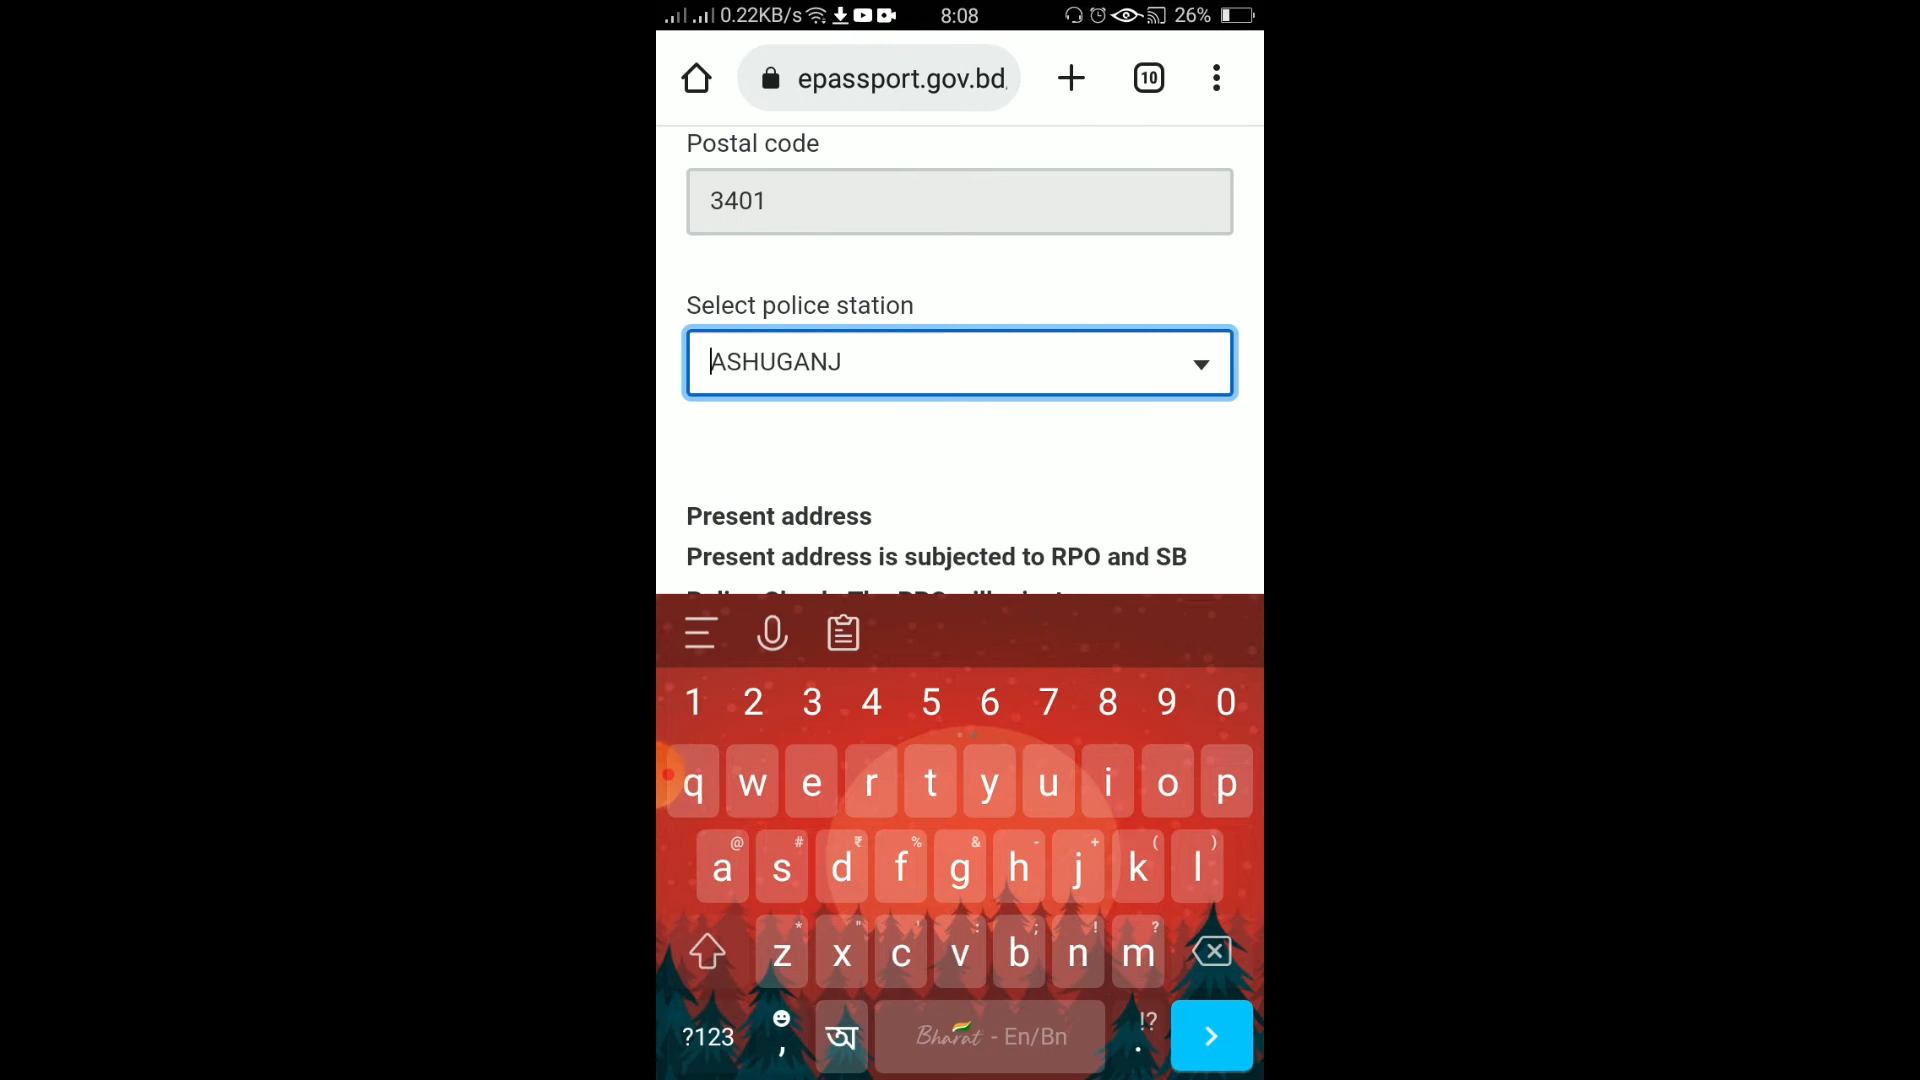 0.22KB/s 8:08 26%
epassport.gov.bd 10
Postal code
3401
Select police station
ASHUGANJ
Present address
Present address is subjected to RPO and SB
1 2 3 4 5 6 7 8 9 0
q w e r t y u i o p
@ # ₹ % & - + ( )
a s d f g h j k l
* " ' : ; ! ?
z x c v b n m
?123 , অ Bharat - En/Bn !? .